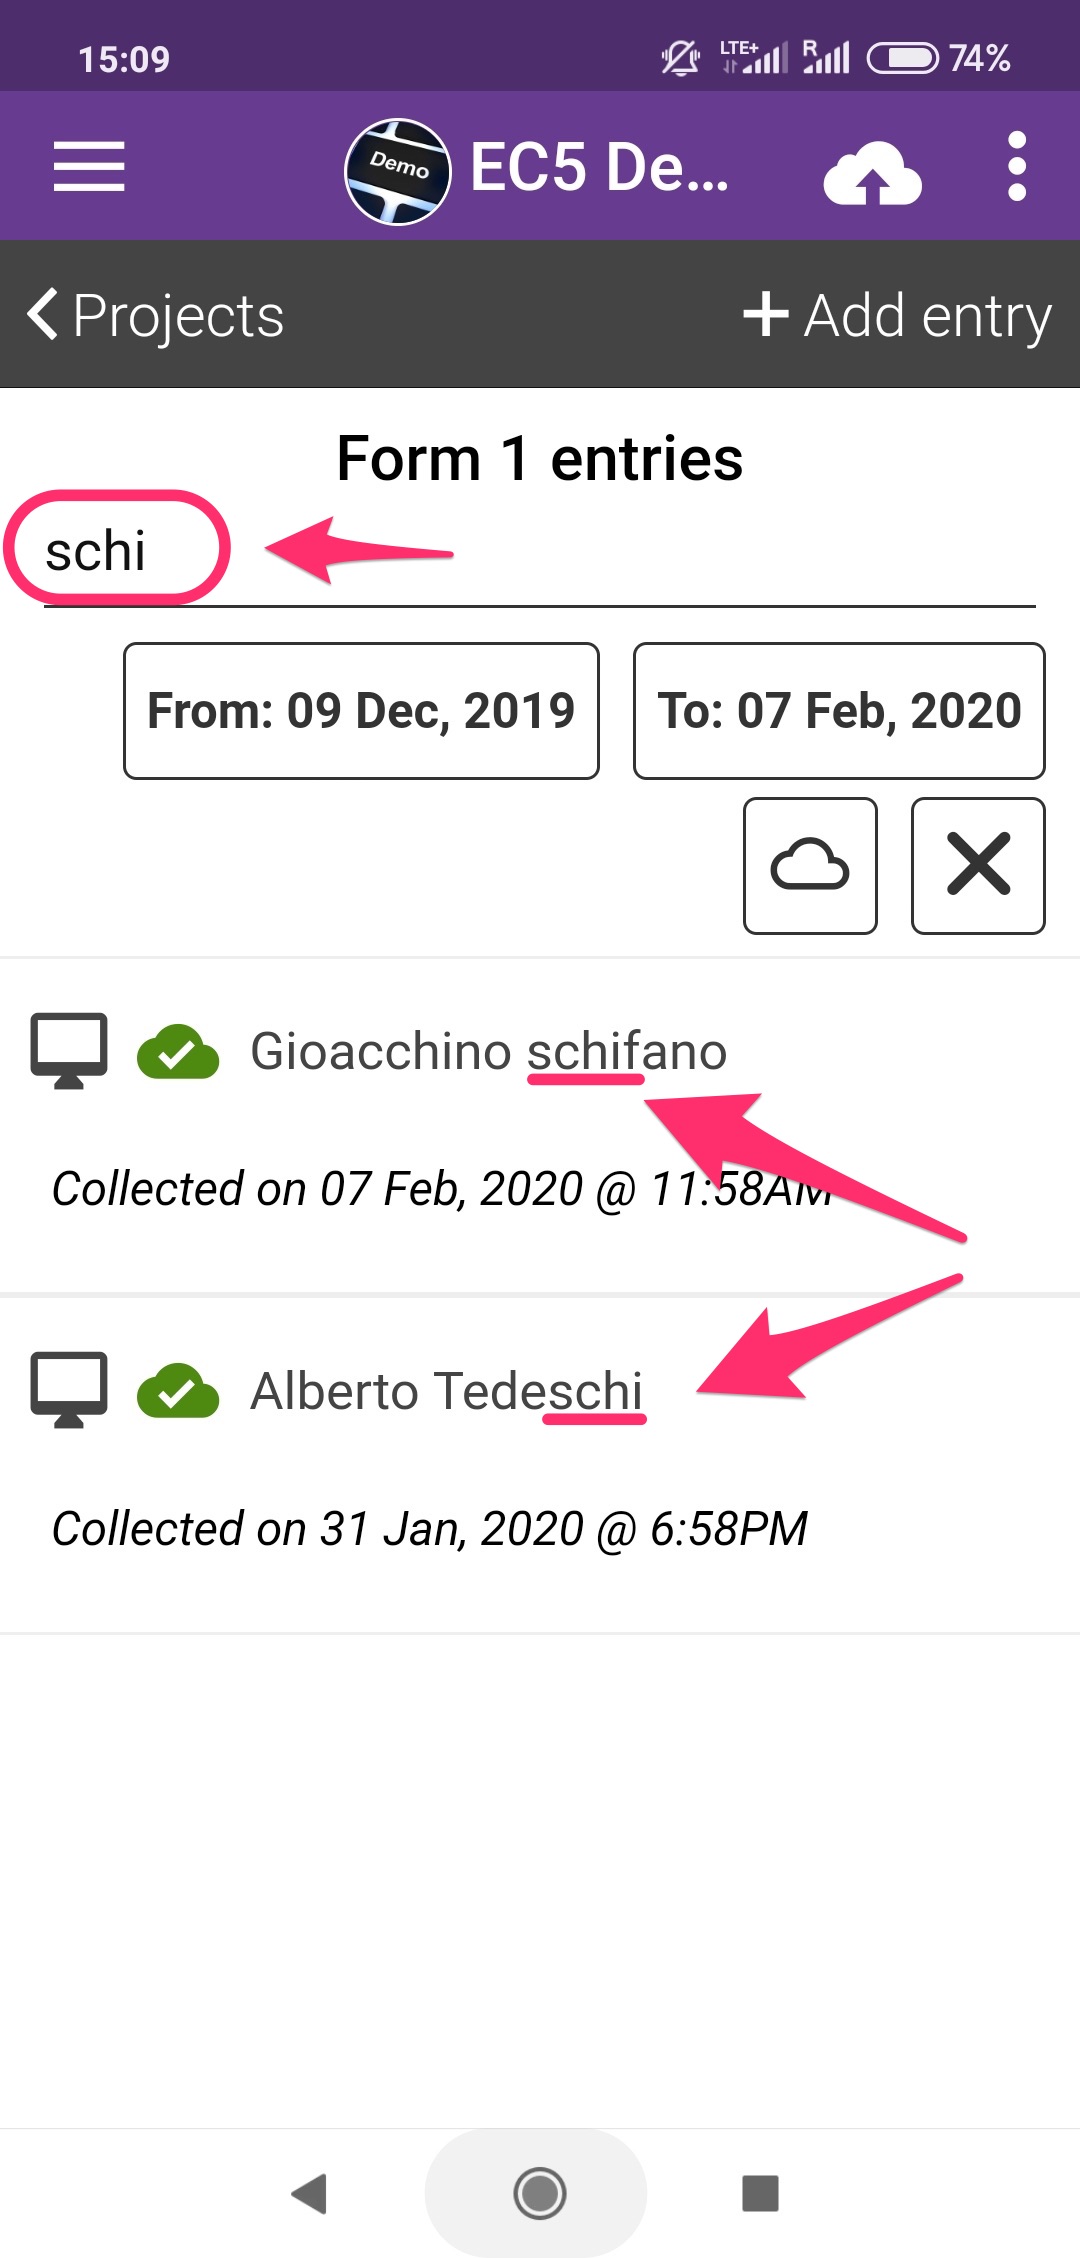 15:09
LTE+ R 74%
Demo
EC5 De...
Projects
Add entry
Form 1 entries
schi
From: 09 Dec, 2019
To: 07 Feb, 2020
Gioacchino schifano
Collected on 07 Feb, 2020 @ 11:58AM
Alberto Tedeschi
Collected on 31 Jan, 2020 @ 6:58PM